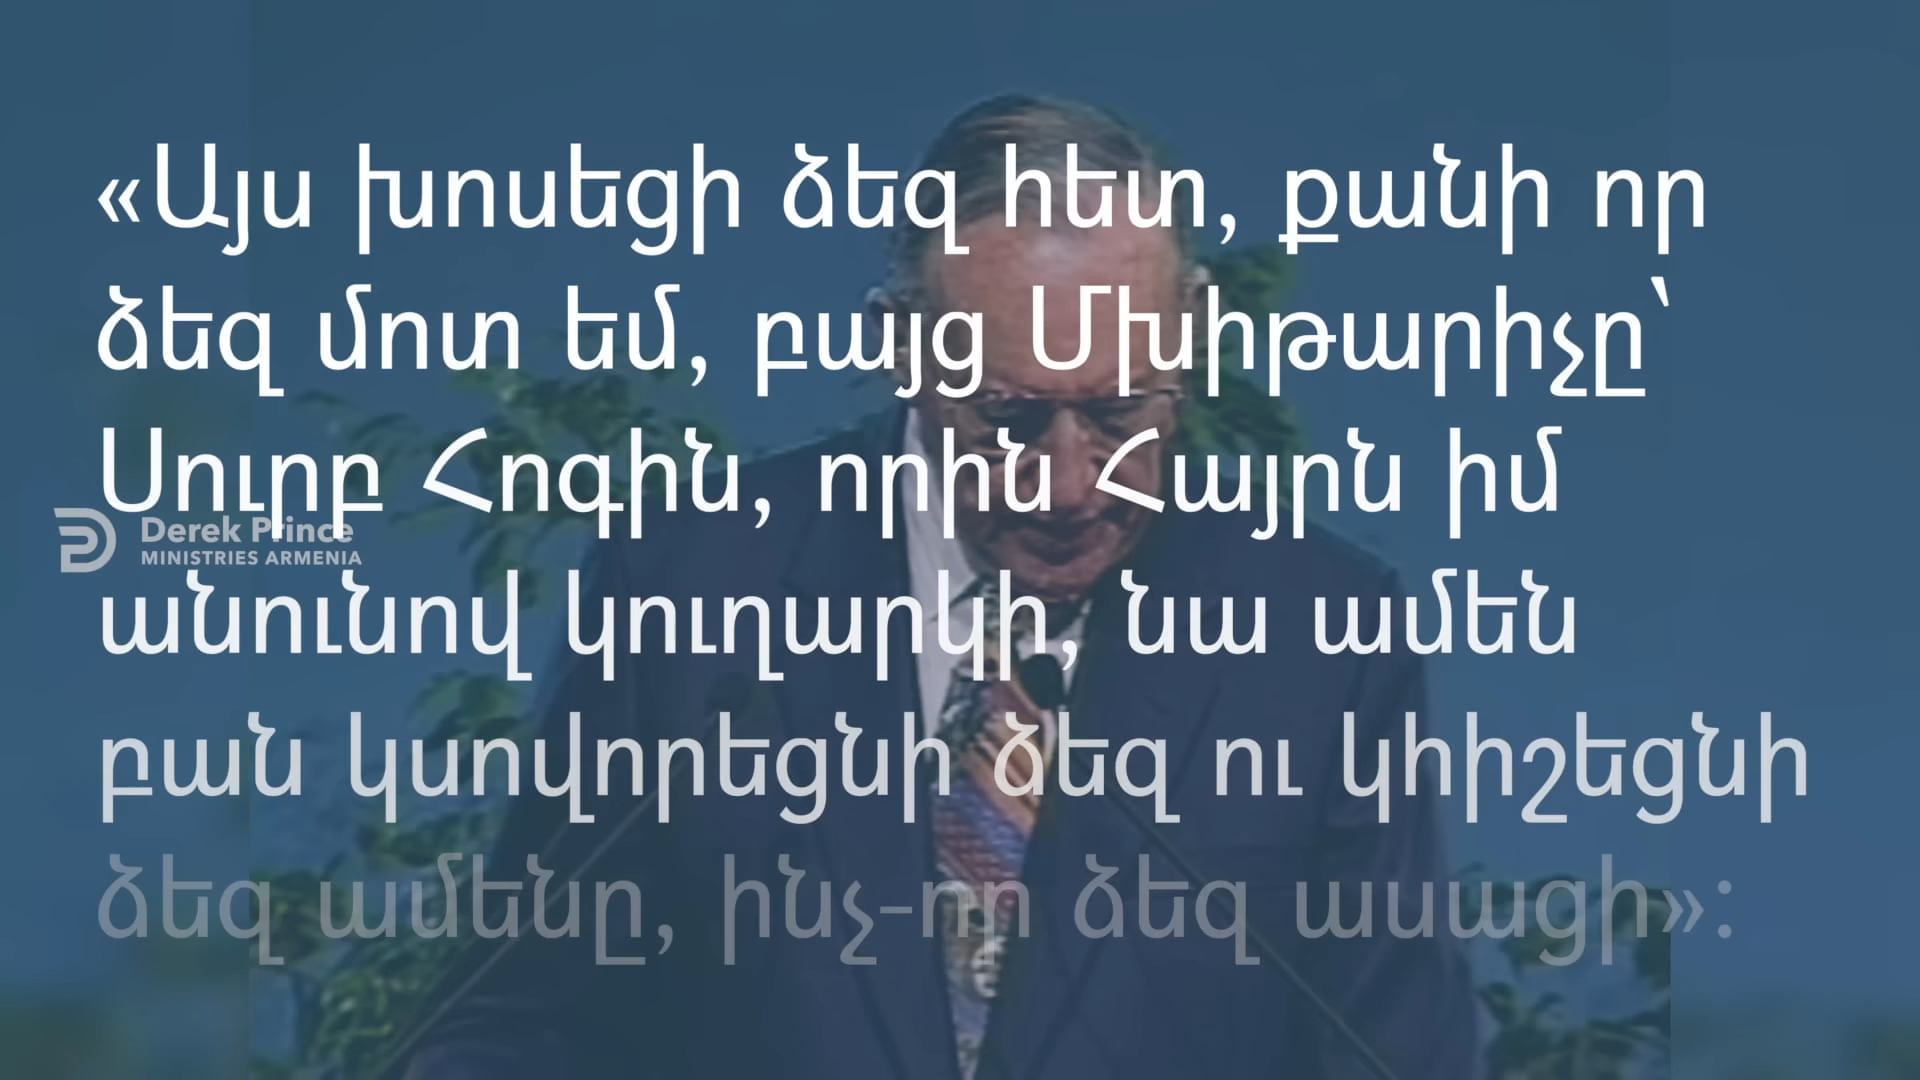 «Այս խոսեցի ձեզ հետ, քանի որ
ձեզ մոտ եմ, բայց Մխիթարիչը՝
Սուրբ Հոգին, որին Հայրն իմ
Derek Prince
MINISTRIES ARMENIA
անունով կուղարկի, նա ամեն
բան կսովորեցնի ձեզ ու կհիշեցնի
ձեզ ամենը, ինչ-որ ձեզ ասացի»: